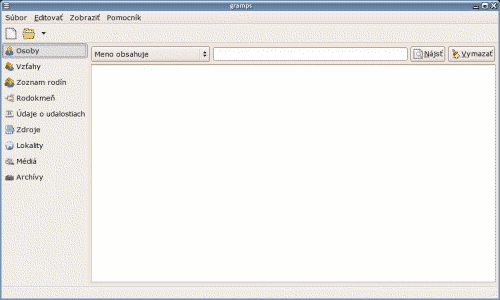 gramps
Súbor Editovať Zobraziť Pomocník
Osoby
Meno obsahuje
Nájsť
Vymazať
Vzťahy
Zoznam rodín
Rodokmeň
Údaje o udalostiach
Zdroje
Lokality
Médiá
Archívy